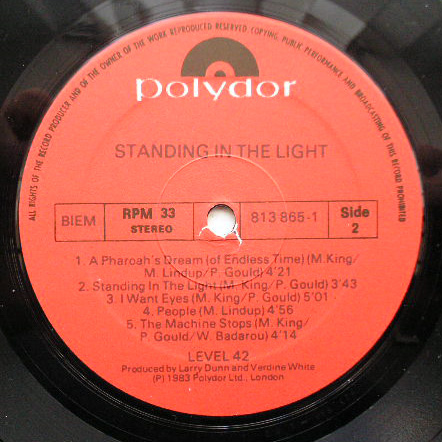 ALL RIGHTS OF THE RECORD PRODUCER AND OF THE OWNER OF THE WORK REPRODUCED RESERVED COPYING, PUBLIC PERFORMANCE AND BROADCASTING OF THIS RECORD PROHIBITED
polydor
STANDING IN THE LIGHT
BIEM
RPM 33
STEREO
813 865-1
Side
2
1. A Pharoah's Dream (of Endless Time) (M. King/
M. Lindup/P. Gould) 4'21
2. Standing In The Light (M. King/P. Gould) 3'43
3. I Want Eyes (M. King/P. Gould) 5'01
4. People (M. Lindup) 4'56
5. The Machine Stops (M. King/
P. Gould/W. Badarou) 4'14
LEVEL 42
Produced by Larry Dunn and Verdine White
(P) 1983 Polydor Ltd., London